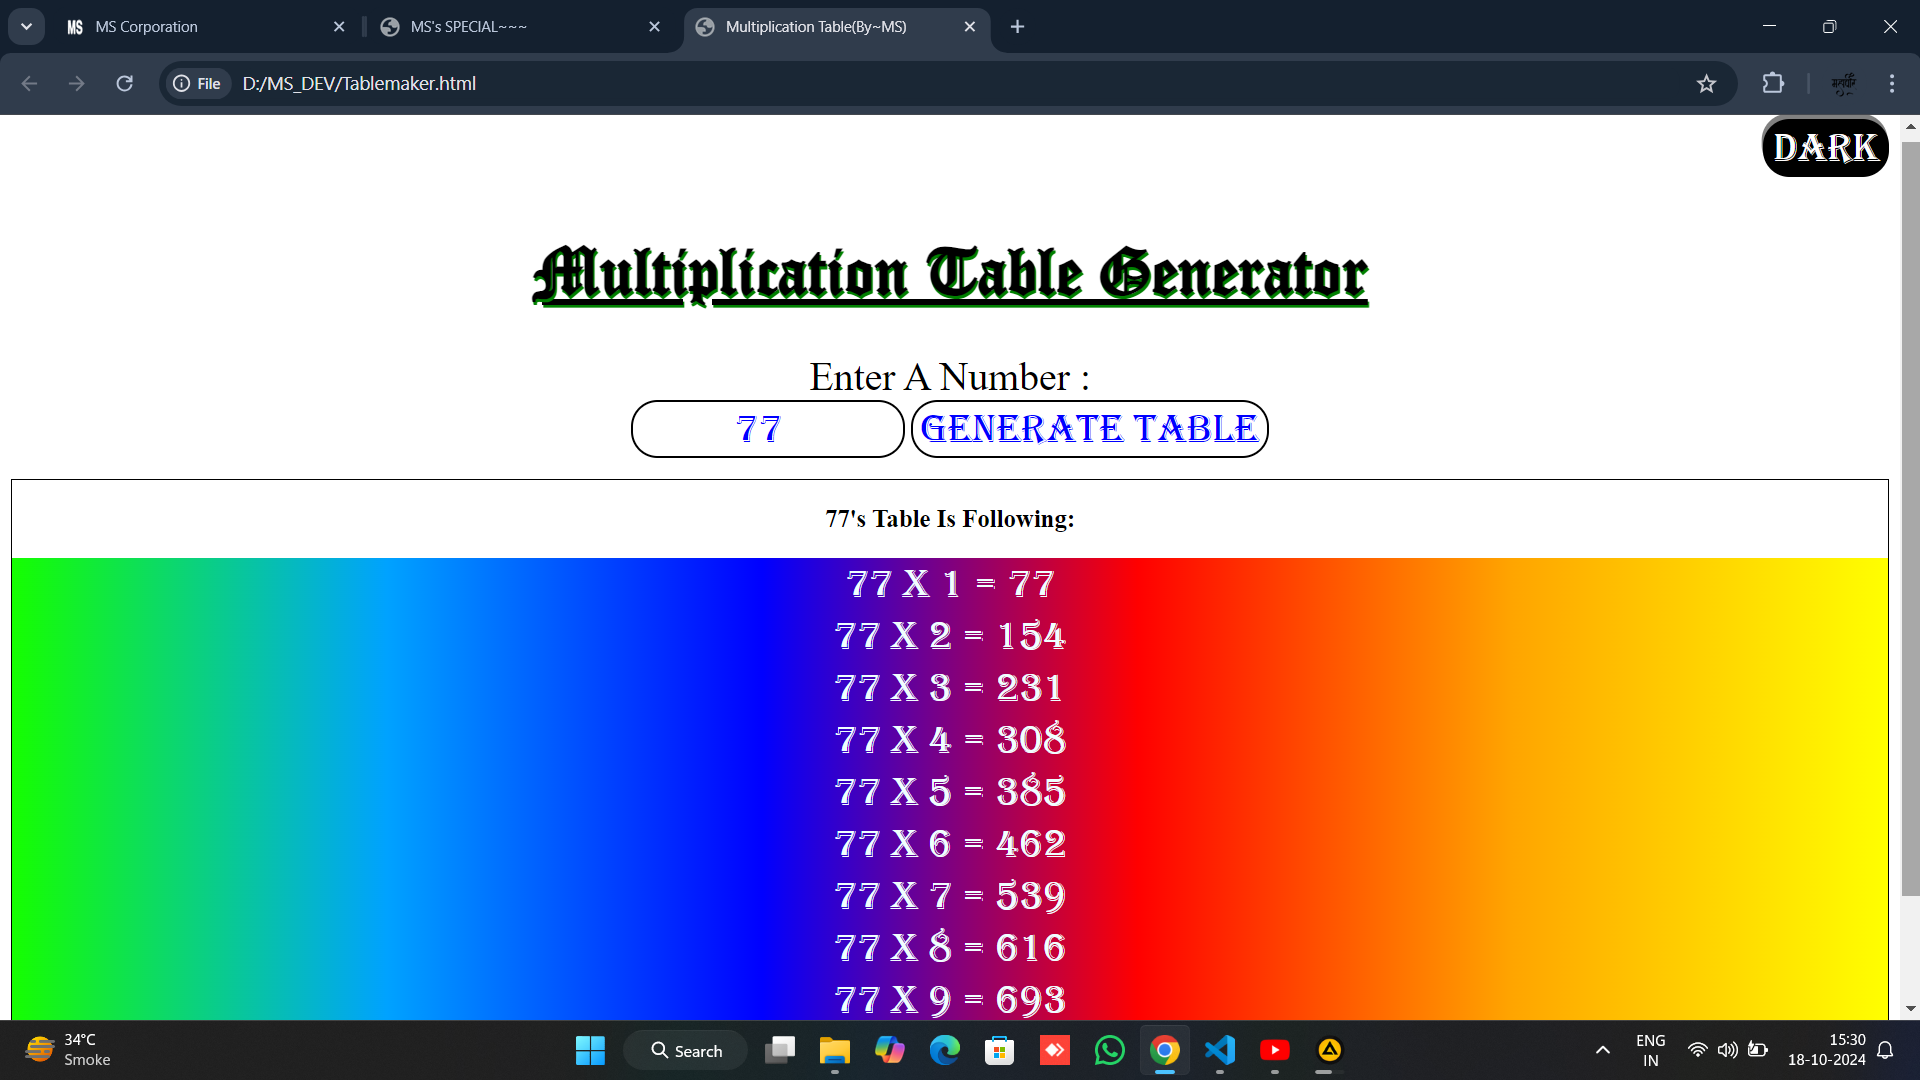 MS MS Corporation
MS's SPECIAL~~~
Multiplication Table(By~MS)
File D:/MS_DEV/Tablemaker.html
DARK
Multiplication Table Generator
Enter A Number :
77 GENERATE TABLE
77's Table Is Following:
77 X 1 = 77
77 X 2 = 154
77 X 3 = 231
77 X 4 = 308
77 X 5 = 385
77 X 6 = 462
77 X 7 = 539
77 X 8 = 616
77 X 9 = 693
34°C
Smoke
Search
ENG
IN
15:30
18-10-2024